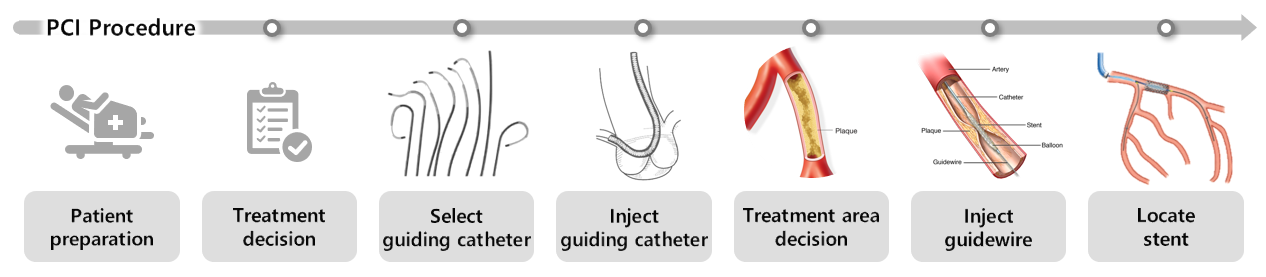 PCI Procedure
Plaque
Artery
Catheter
Stent
Plaque
Balloon
Guidewire
Patient
preparation
Treatment
decision
Select
guiding catheter
Inject
guiding catheter
Treatment area
decision
Inject
guidewire
Locate
stent